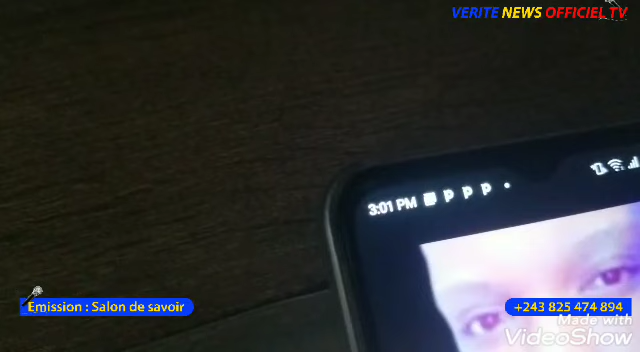 VERITE NEWS OFFICIEL TV
3:01 PM
Emission : Salon de savoir
+243 825 474 894
Made with
VideoShow